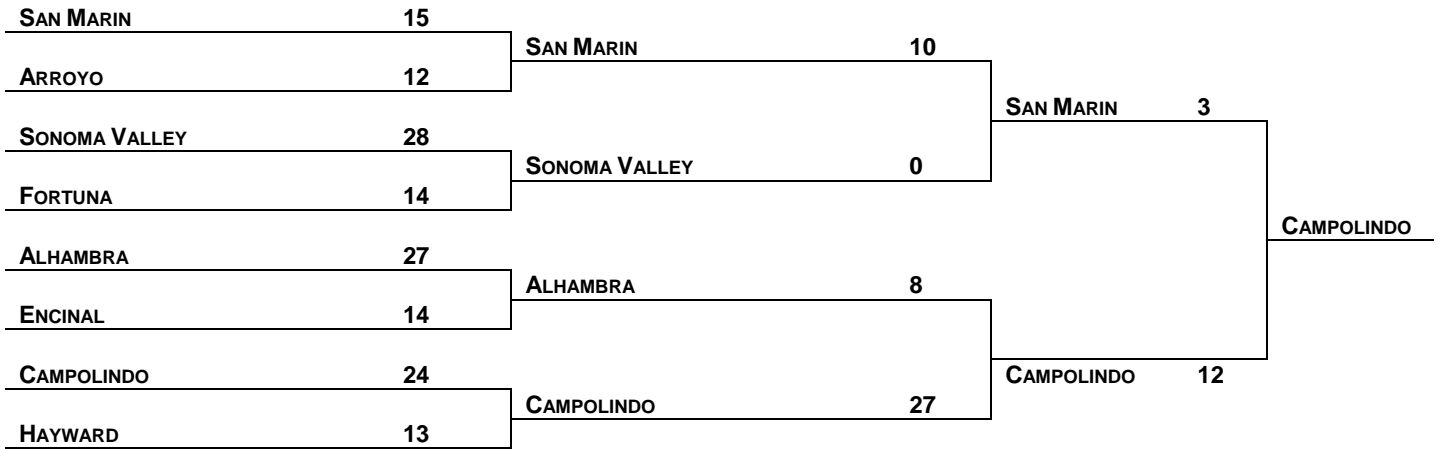 SAN MARIN 15
SAN MARIN 10
ARROYO 12
SAN MARIN 3
SONOMA VALLEY 28
SONOMA VALLEY 0
FORTUNA 14
CAMPOLINDO
ALHAMBRA 27
ALHAMBRA 8
ENCINAL 14
CAMPOLINDO 24
CAMPOLINDO 12
CAMPOLINDO 27
HAYWARD 13